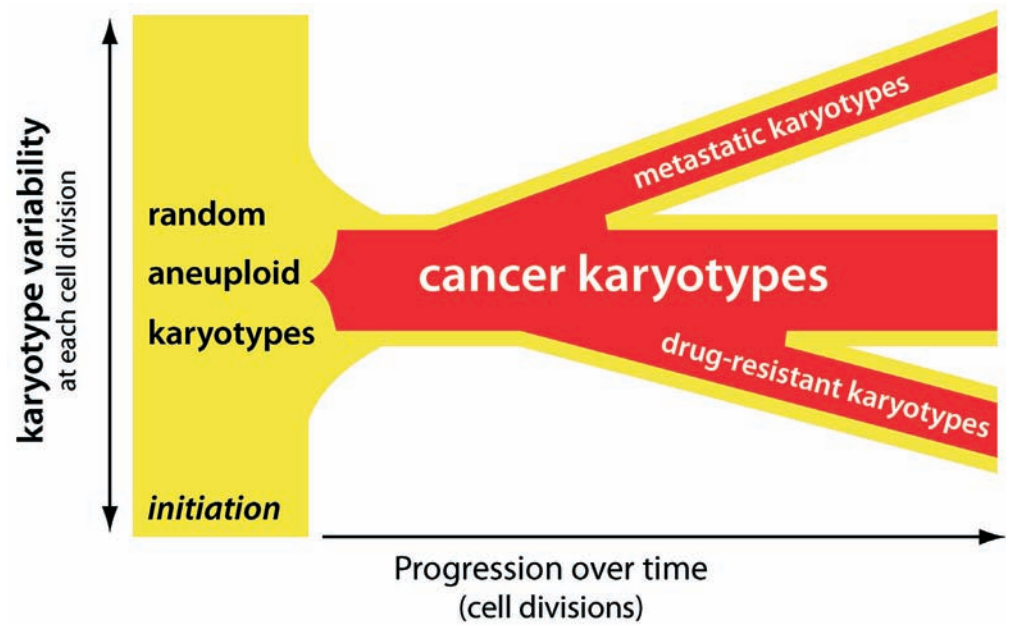 karyotype variability
at each cell division
random
aneuploid
karyotypes
initiation
metastatic karyotypes
cancer karyotypes
drug-resistant karyotypes
Progression over time
(cell divisions)